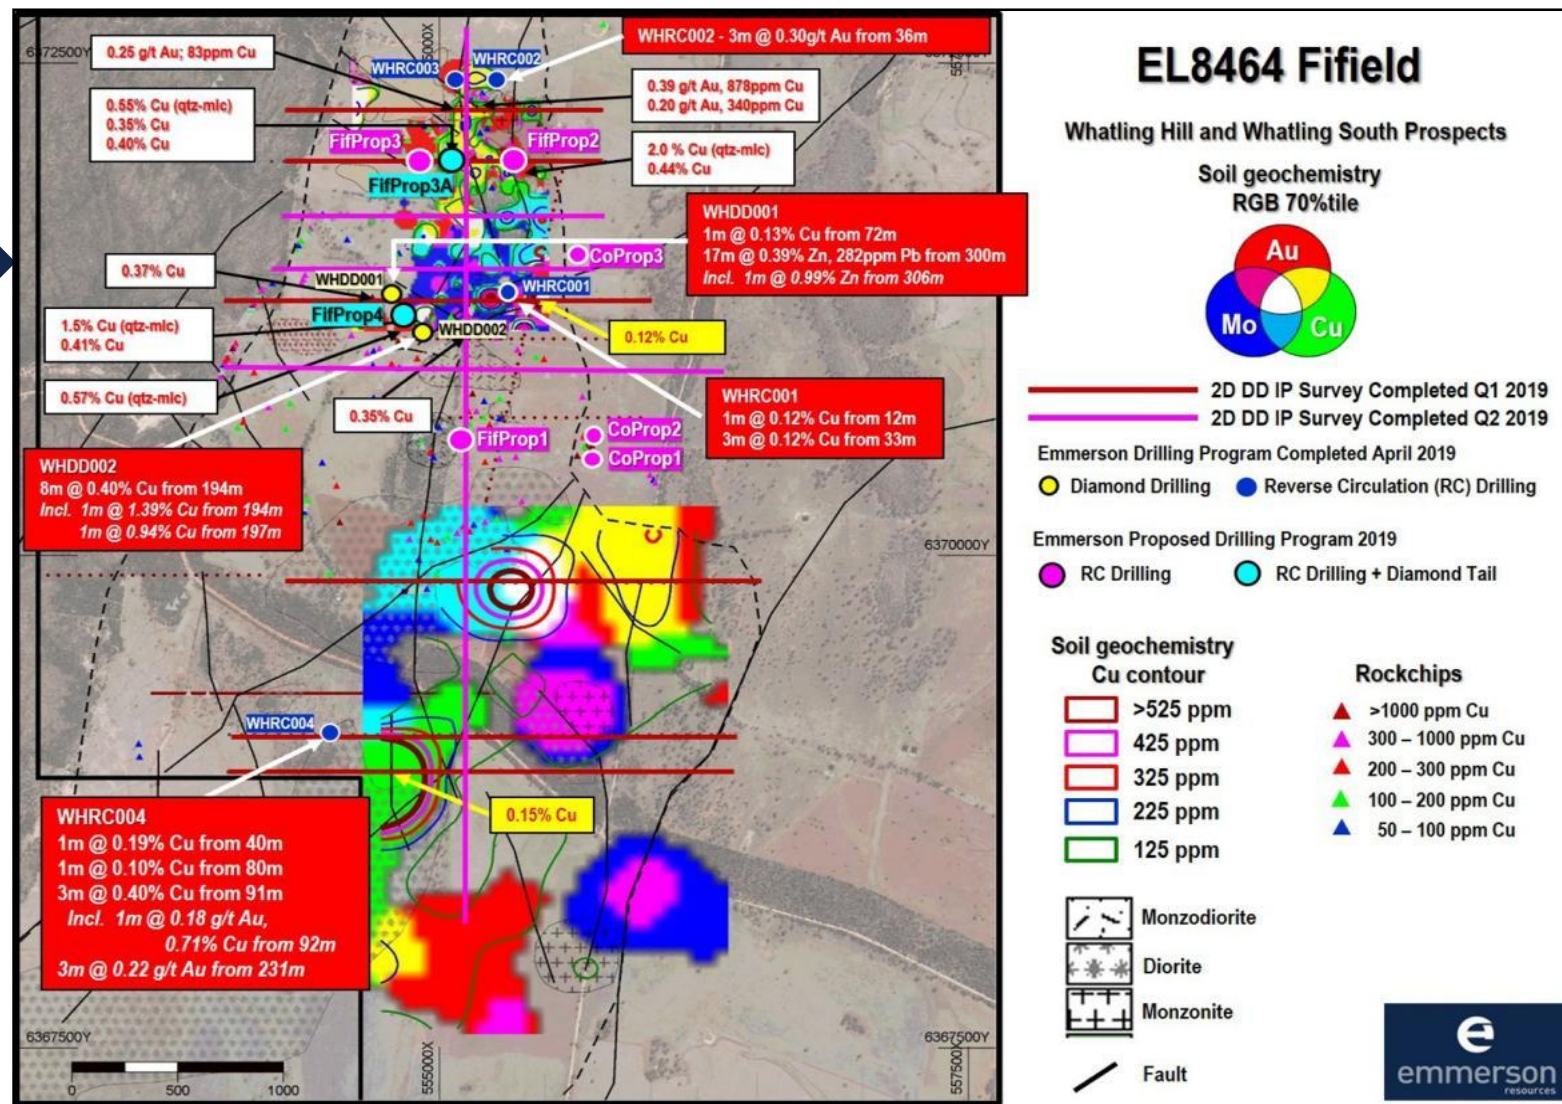 6372500Y
555000X
557500X
6372500Y
0.25 g/t Au; 83ppm Cu
WHRC003
WHRC002
WHRC002 - 3m @ 0.30g/t Au from 36m
0.55% Cu (qtz-mlc)
0.35% Cu
0.40% Cu
0.39 g/t Au, 878ppm Cu
0.20 g/t Au, 340ppm Cu
FifProp3
FifProp2
FifProp3A
2.0 % Cu (qtz-mlc)
0.44% Cu
WHDD001
1m @ 0.13% Cu from 72m
17m @ 0.39% Zn, 282ppm Pb from 300m
Incl. 1m @ 0.99% Zn from 306m
CoProp3
0.37% Cu
WHDD001
WHRC001
FifProp4
WHDD002
1.5% Cu (qtz-mlc)
0.41% Cu
0.12% Cu
0.57% Cu (qtz-mlc)
0.35% Cu
WHRC001
1m @ 0.12% Cu from 12m
3m @ 0.12% Cu from 33m
FifProp1
CoProp2
CoProp1
WHDD002
8m @ 0.40% Cu from 194m
Incl. 1m @ 1.39% Cu from 194m
1m @ 0.94% Cu from 197m
6370000Y
WHRC004
WHRC004
1m @ 0.19% Cu from 40m
1m @ 0.10% Cu from 80m
3m @ 0.40% Cu from 91m
Incl. 1m @ 0.18 g/t Au,
0.71% Cu from 92m
3m @ 0.22 g/t Au from 231m
0.15% Cu
6367500Y
6367500Y
0 500 1000
555000X
557500X
EL8464 Fifield
Whatling Hill and Whatling South Prospects
Soil geochemistry
RGB 70%tile
Au
Mo
Cu
2D DD IP Survey Completed Q1 2019
2D DD IP Survey Completed Q2 2019
Emmerson Drilling Program Completed April 2019
Diamond Drilling
Reverse Circulation (RC) Drilling
Emmerson Proposed Drilling Program 2019
RC Drilling
RC Drilling + Diamond Tail
Soil geochemistry
Cu contour
>525 ppm
425 ppm
325 ppm
225 ppm
125 ppm
Rockchips
>1000 ppm Cu
300 – 1000 ppm Cu
200 – 300 ppm Cu
100 – 200 ppm Cu
50 – 100 ppm Cu
Monzodiorite
Diorite
Monzonite
Fault
e
emmerson
resources